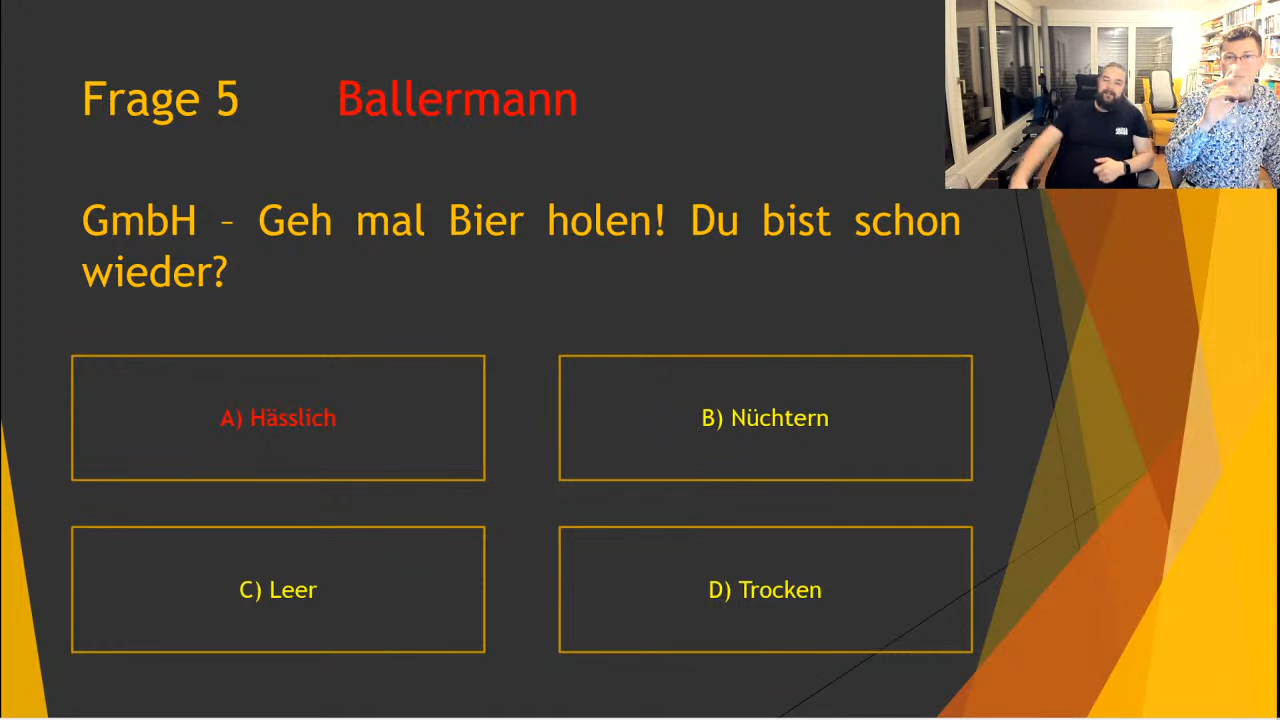 Frage 5 Ballermann
GmbH – Geh mal Bier holen! Du bist schon
wieder?
A) Hässlich
B) Nüchtern
C) Leer
D) Trocken